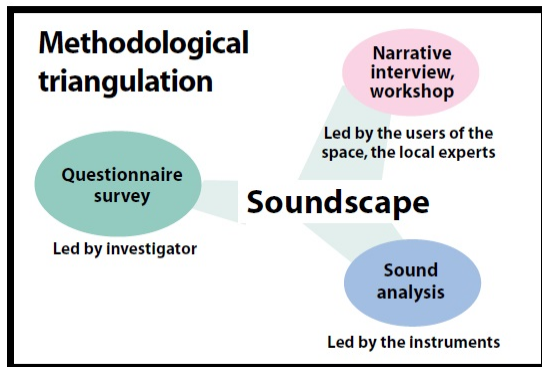 Methodological
triangulation
Narrative
interview,
workshop
Led by the users of the
space, the local experts
Questionnaire
survey
Led by investigator
Soundscape
Sound
analysis
Led by the instruments